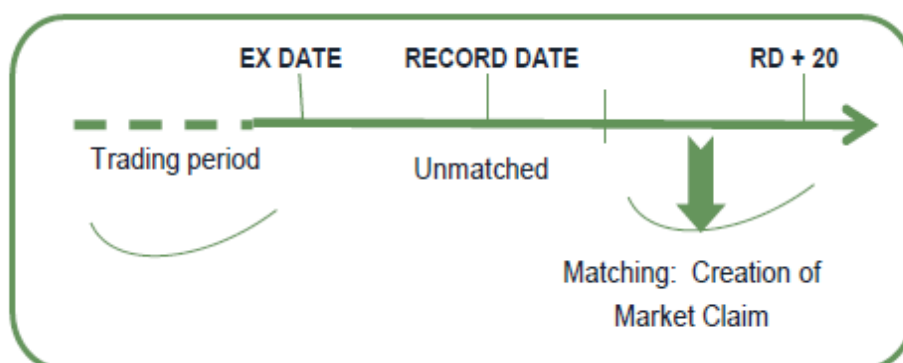 EX DATE RECORD DATE RD + 20
Trading period
Unmatched
Matching: Creation of
Market Claim